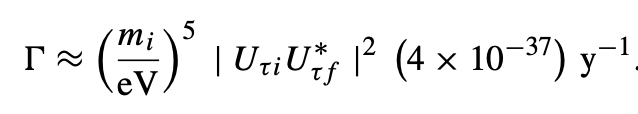 Γ ≈ (m_i/eV)^5 | U_{τi}U^*_{τf} |^2 (4 × 10^{−37}) y^{−1}.